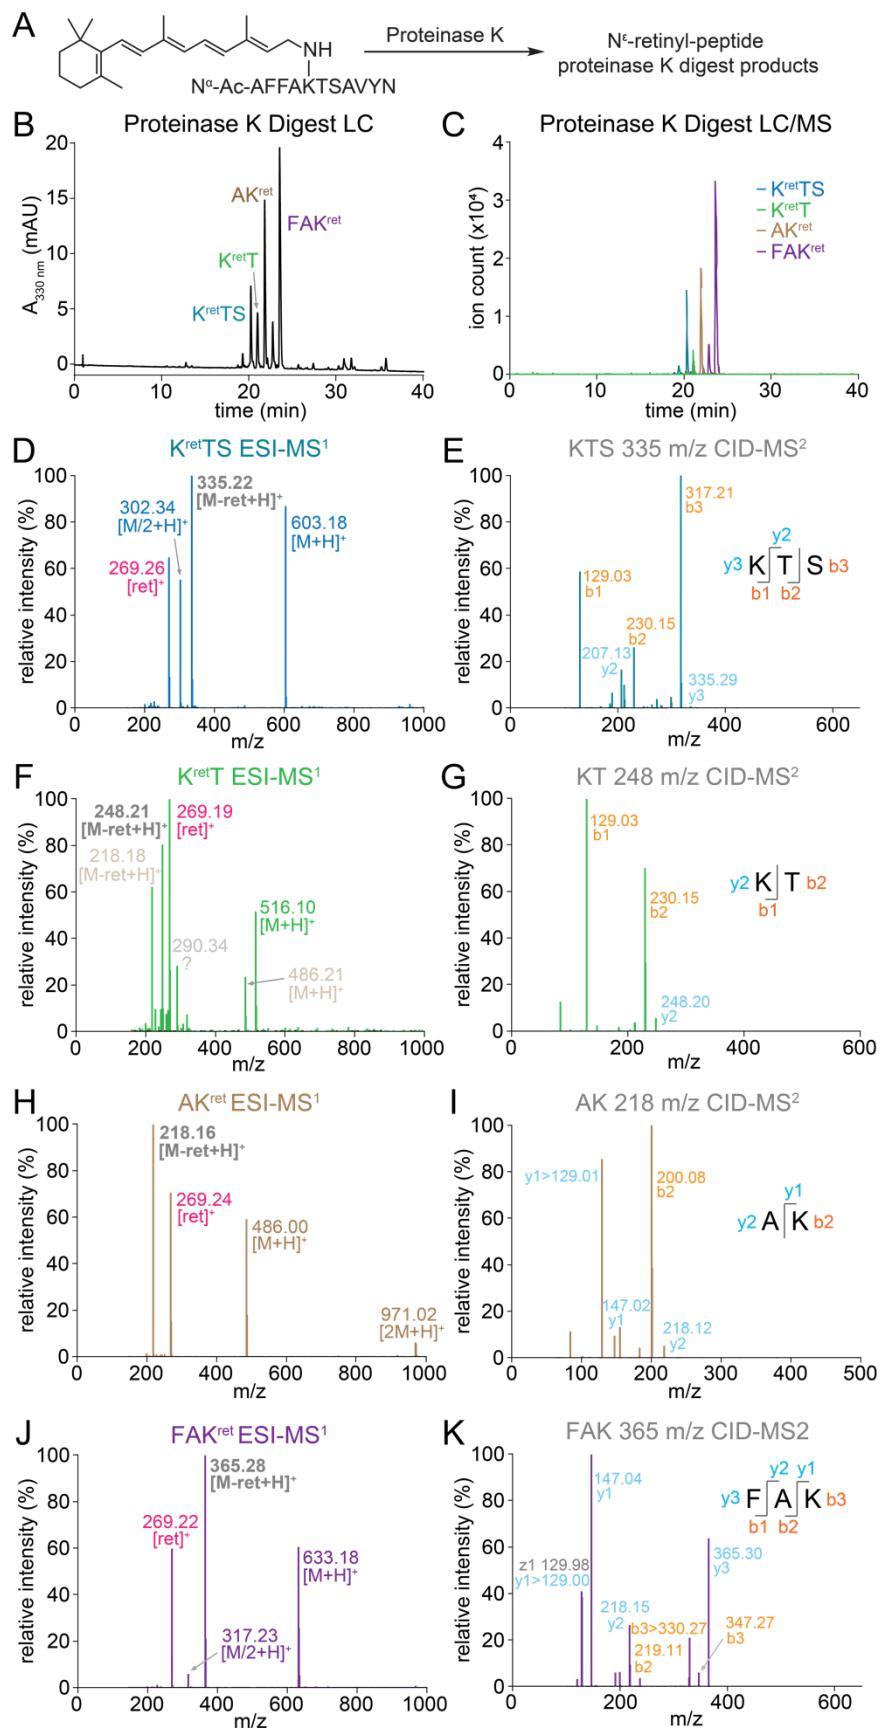 A
NH
Nᵅ-Ac-AFFAKTSAVYN
Proteinase K
Nᵋ-retinyl-peptide
proteinase K digest products
B
Proteinase K Digest LC
A330 nm (mAU)
20
15
10
5
0
AKʳᵉᵗ
FAKʳᵉᵗ
KʳᵉᵗT
KʳᵉᵗTS
0 10 20 30 40
time (min)
C
Proteinase K Digest LC/MS
ion count (x10⁴)
4
3
2
1
0
KʳᵉᵗTS
KʳᵉᵗT
AKʳᵉᵗ
FAKʳᵉᵗ
0 10 20 30 40
time (min)
D
KʳᵉᵗTS ESI-MS¹
relative intensity (%)
100
80
60
40
20
0
335.22
[M-ret+H]⁺
302.34
[M/2+H]⁺
603.18
[M+H]⁺
269.26
[ret]⁺
200 400 600 800 1000
m/z
E
KTS 335 m/z CID-MS²
relative intensity (%)
100
80
60
40
20
0
317.21
b3
129.03
b1
230.15
b2
207.13
y2
335.29
y3
y2
y3 K T S b3
b1 b2
0 200 400 600
m/z
F
KʳᵉᵗT ESI-MS¹
relative intensity (%)
100
80
60
40
20
0
248.21
[M-ret+H]⁺
269.19
[ret]⁺
218.18
[M-ret+H]⁺
290.34
?
516.10
[M+H]⁺
486.21
[M+H]⁺
0 200 400 600 800 1000
m/z
G
KT 248 m/z CID-MS²
relative intensity (%)
100
80
60
40
20
0
129.03
b1
230.15
b2
248.20
y2
y2 K T b2
b1
0 200 400 600
m/z
H
AKʳᵉᵗ ESI-MS¹
relative intensity (%)
100
80
60
40
20
0
218.16
[M-ret+H]⁺
269.24
[ret]⁺
486.00
[M+H]⁺
971.02
[2M+H]⁺
0 200 400 600 800 1000
m/z
I
AK 218 m/z CID-MS²
relative intensity (%)
100
80
60
40
20
0
y1>129.01
200.08
b2
147.02
y1
218.12
y2
y1
y2 A K b2
0 100 200 300 400 500
m/z
J
FAKʳᵉᵗ ESI-MS¹
relative intensity (%)
100
80
60
40
20
0
365.28
[M-ret+H]⁺
269.22
[ret]⁺
633.18
[M+H]⁺
317.23
[M/2+H]⁺
0 200 400 600 800 1000
m/z
K
FAK 365 m/z CID-MS2
relative intensity (%)
100
80
60
40
20
0
147.04
y1
z1 129.98
y1>129.00
218.15
y2
b3>330.27
219.11
b2
365.30
y3
347.27
b3
y2 y1
y3 F A K b3
b1 b2
0 200 400 600
m/z